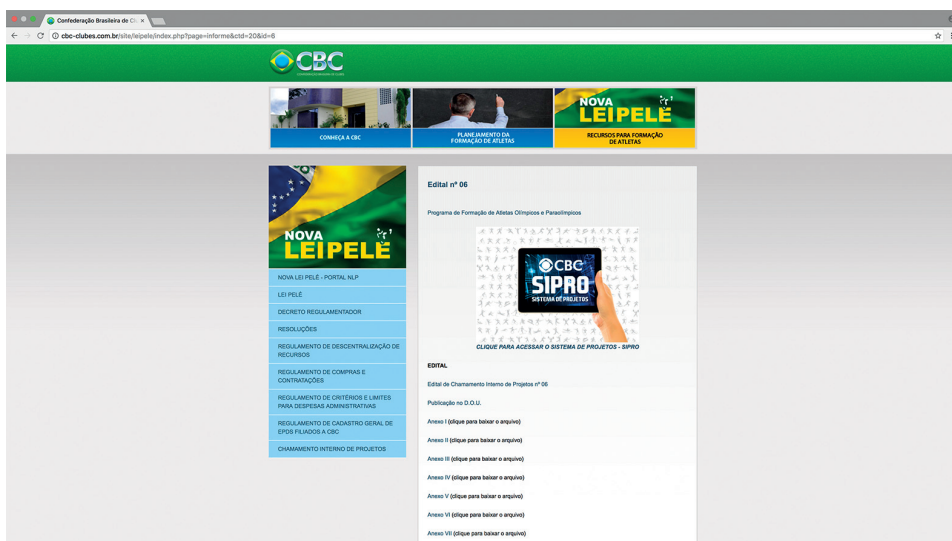 Confederação Brasileira de Clu
cbc-clubes.com.br/site/leipele/index.php?page=informe&ctd=20&id=6
CBC
CONHEÇA A CBC
PLANEJAMENTO DA
FORMAÇÃO DE ATLETAS
NOVA
LEIPELÉ
RECURSOS PARA FORMAÇÃO
DE ATLETAS
NOVA
LEIPELÉ
NOVA LEI PELÉ - PORTAL NLP
LEI PELÉ
DECRETO REGULAMENTADOR
RESOLUÇÕES
REGULAMENTO DE DESCENTRALIZAÇÃO DE
RECURSOS
REGULAMENTO DE COMPRAS E
CONTRATAÇÕES
REGULAMENTO DE CRITÉRIOS E LIMITES
PARA DESPESAS ADMINISTRATIVAS
REGULAMENTO DE CADASTRO GERAL DE
EPDS FILIADOS A CBC
CHAMAMENTO INTERNO DE PROJETOS
Edital nº 06
Programa de Formação de Atletas Olímpicos e Paraolímpicos
CBC
SIPRO
SISTEMA DE PROJETOS
CLIQUE PARA ACESSAR O SISTEMA DE PROJETOS - SIPRO
EDITAL
Edital de Chamamento Interno de Projetos nº 06
Publicação no D.O.U.
Anexo I (clique para baixar o arquivo)
Anexo II (clique para baixar o arquivo)
Anexo III (clique para baixar o arquivo)
Anexo IV (clique para baixar o arquivo)
Anexo V (clique para baixar o arquivo)
Anexo VI (clique para baixar o arquivo)
Anexo VII (clique para baixar o arquivo)